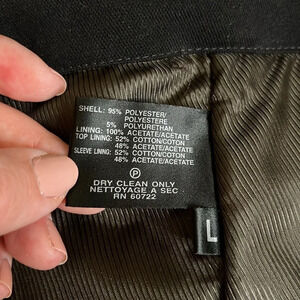 SHELL: 95% POLYESTER/
POLYESTERE
5% POLYURETHAN
LINING: 100% ACETATE/ACETATE
TOP LINING: 52% COTTON/COTON
48% ACETATE/ACETATE
SLEEVE LINING: 52% COTTON/COTON
48% ACETATE/ACETATE
P
DRY CLEAN ONLY
NETTOYAGE A SEC
RN 60722
L